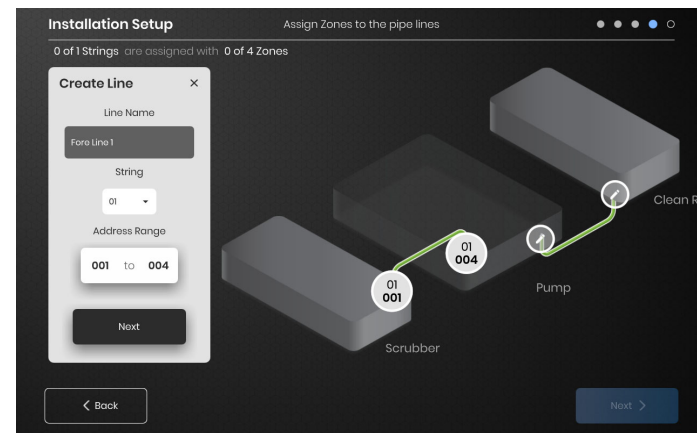 Installation Setup
Assign Zones to the pipe lines
0 of 1 Strings are assigned with 0 of 4 Zones
Create Line
Line Name
Fore Line 1
String
01
Address Range
001 to 004
Next
01
004
01
001
Clean R
Pump
Scrubber
Back
Next